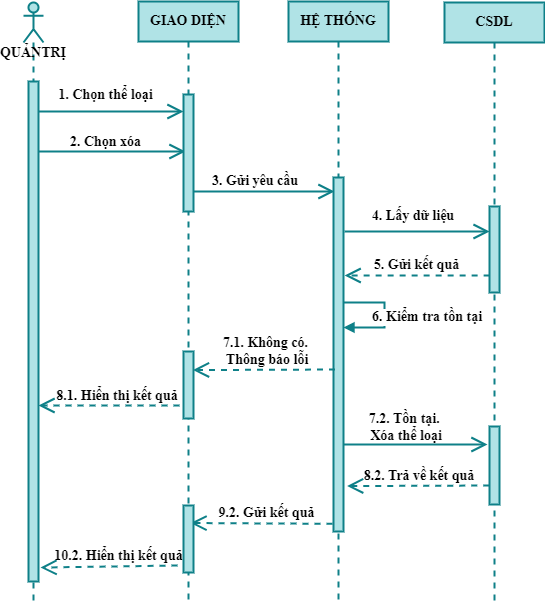 GIAO DIỆN
HỆ THỐNG
CSDL
QUẢN TRỊ
1. Chọn thể loại
2. Chọn xóa
3. Gửi yêu cầu
4. Lấy dữ liệu
5. Gửi kết quả
6. Kiểm tra tồn tại
7.1. Không có.
Thông báo lỗi
8.1. Hiển thị kết quả
7.2. Tồn tại.
Xóa thể loại
8.2. Trả về kết quả
9.2. Gửi kết quả
10.2. Hiển thị kết quả